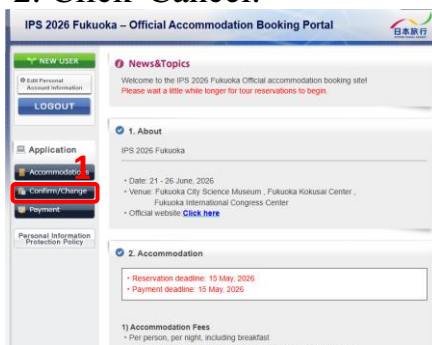 2. Click Cancel.
IPS 2026 Fukuoka – Official Accommodation Booking Portal
日本旅行
NEW USER
Edit Personal
Account Information
LOGOUT
Application
Accommodations
1
Confirm/Change
Payment
Personal Information
Protection Policy
News&Topics
Welcome to the IPS 2026 Fukuoka Official accommodation booking site!
Please wait a little while longer for tour reservations to begin.
1. About
IPS 2026 Fukuoka
・Date: 21 - 26 June, 2026
・Venue: Fukuoka City Science Museum , Fukuoka Kokusai Center ,
Fukuoka International Congress Center
・Official website Click here
2. Accommodation
・Reservation deadline: 15 May, 2026
・Payment deadline: 15 May, 2026
1) Accommodation Fees
・Per person, per night, including breakfast